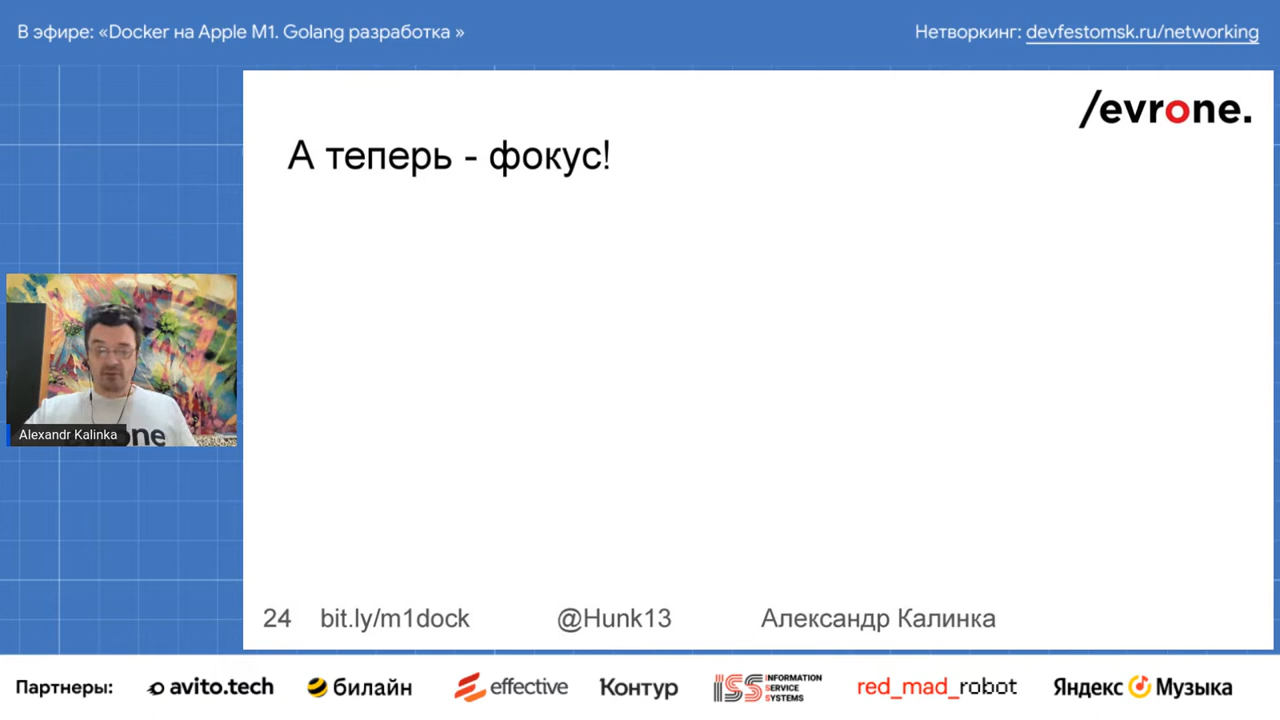 В эфире: «Docker на Apple M1. Golang разработка »
Нетворкинг: devfestomsk.ru/networking
/evrone.
А теперь - фокус!
Alexandr Kalinka
one
24 bit.ly/m1dock @Hunk13 Александр Калинка
Партнеры: avito.tech билайн effective Контур ISS INFORMATION SERVICE SYSTEMS red_mad_robot Яндекс Музыка